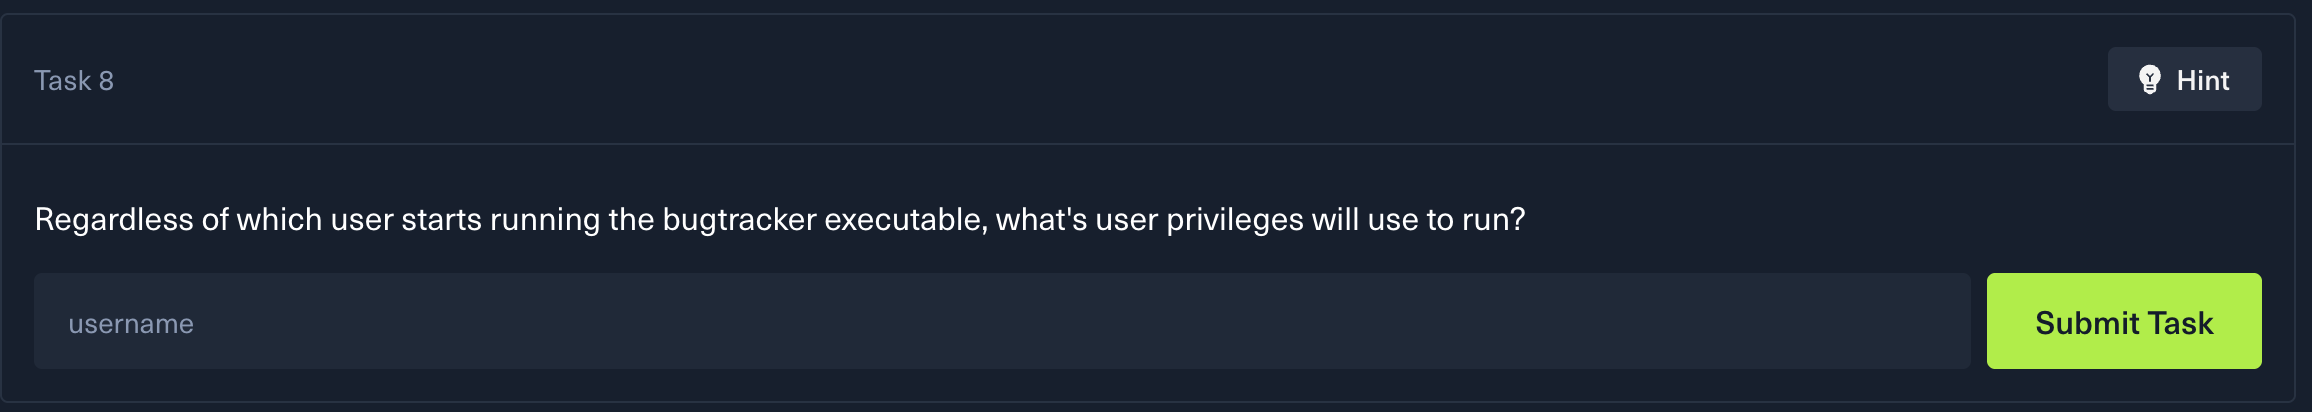 Task 8
Hint
Regardless of which user starts running the bugtracker executable, what's user privileges will use to run?
username
Submit Task